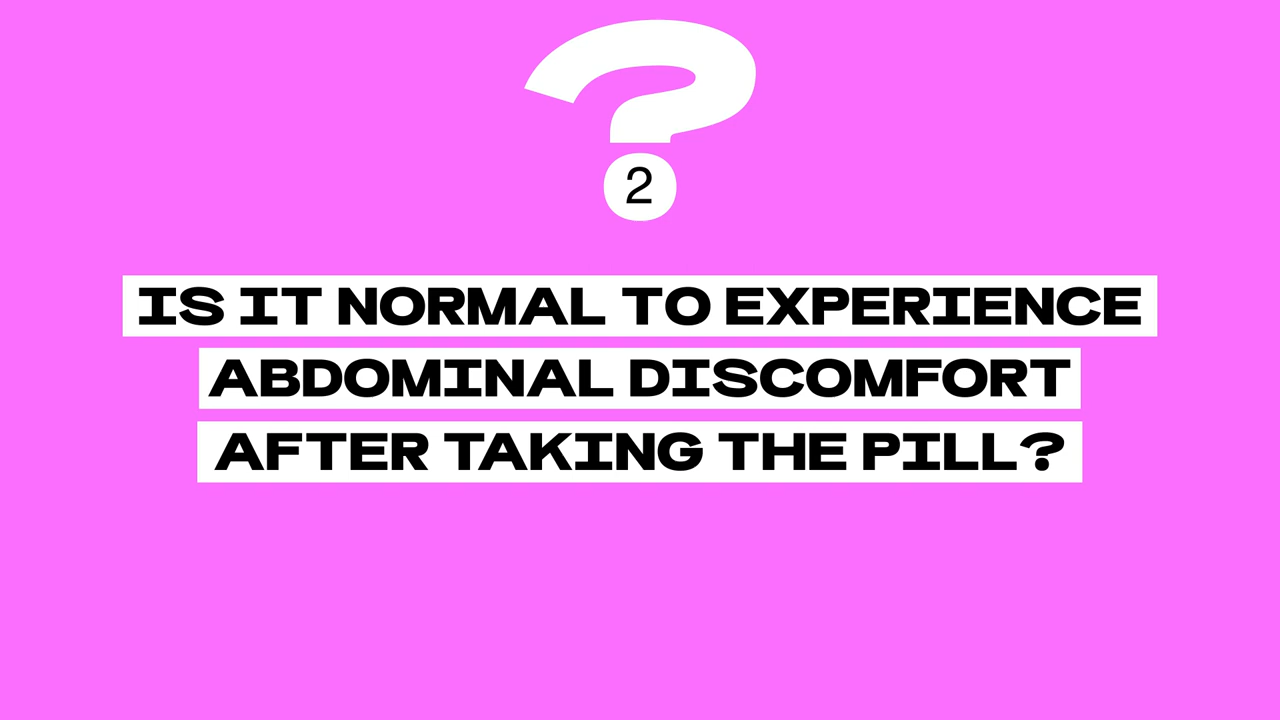 ?
2
IS IT NORMAL TO EXPERIENCE
ABDOMINAL DISCOMFORT
AFTER TAKING THE PILL?